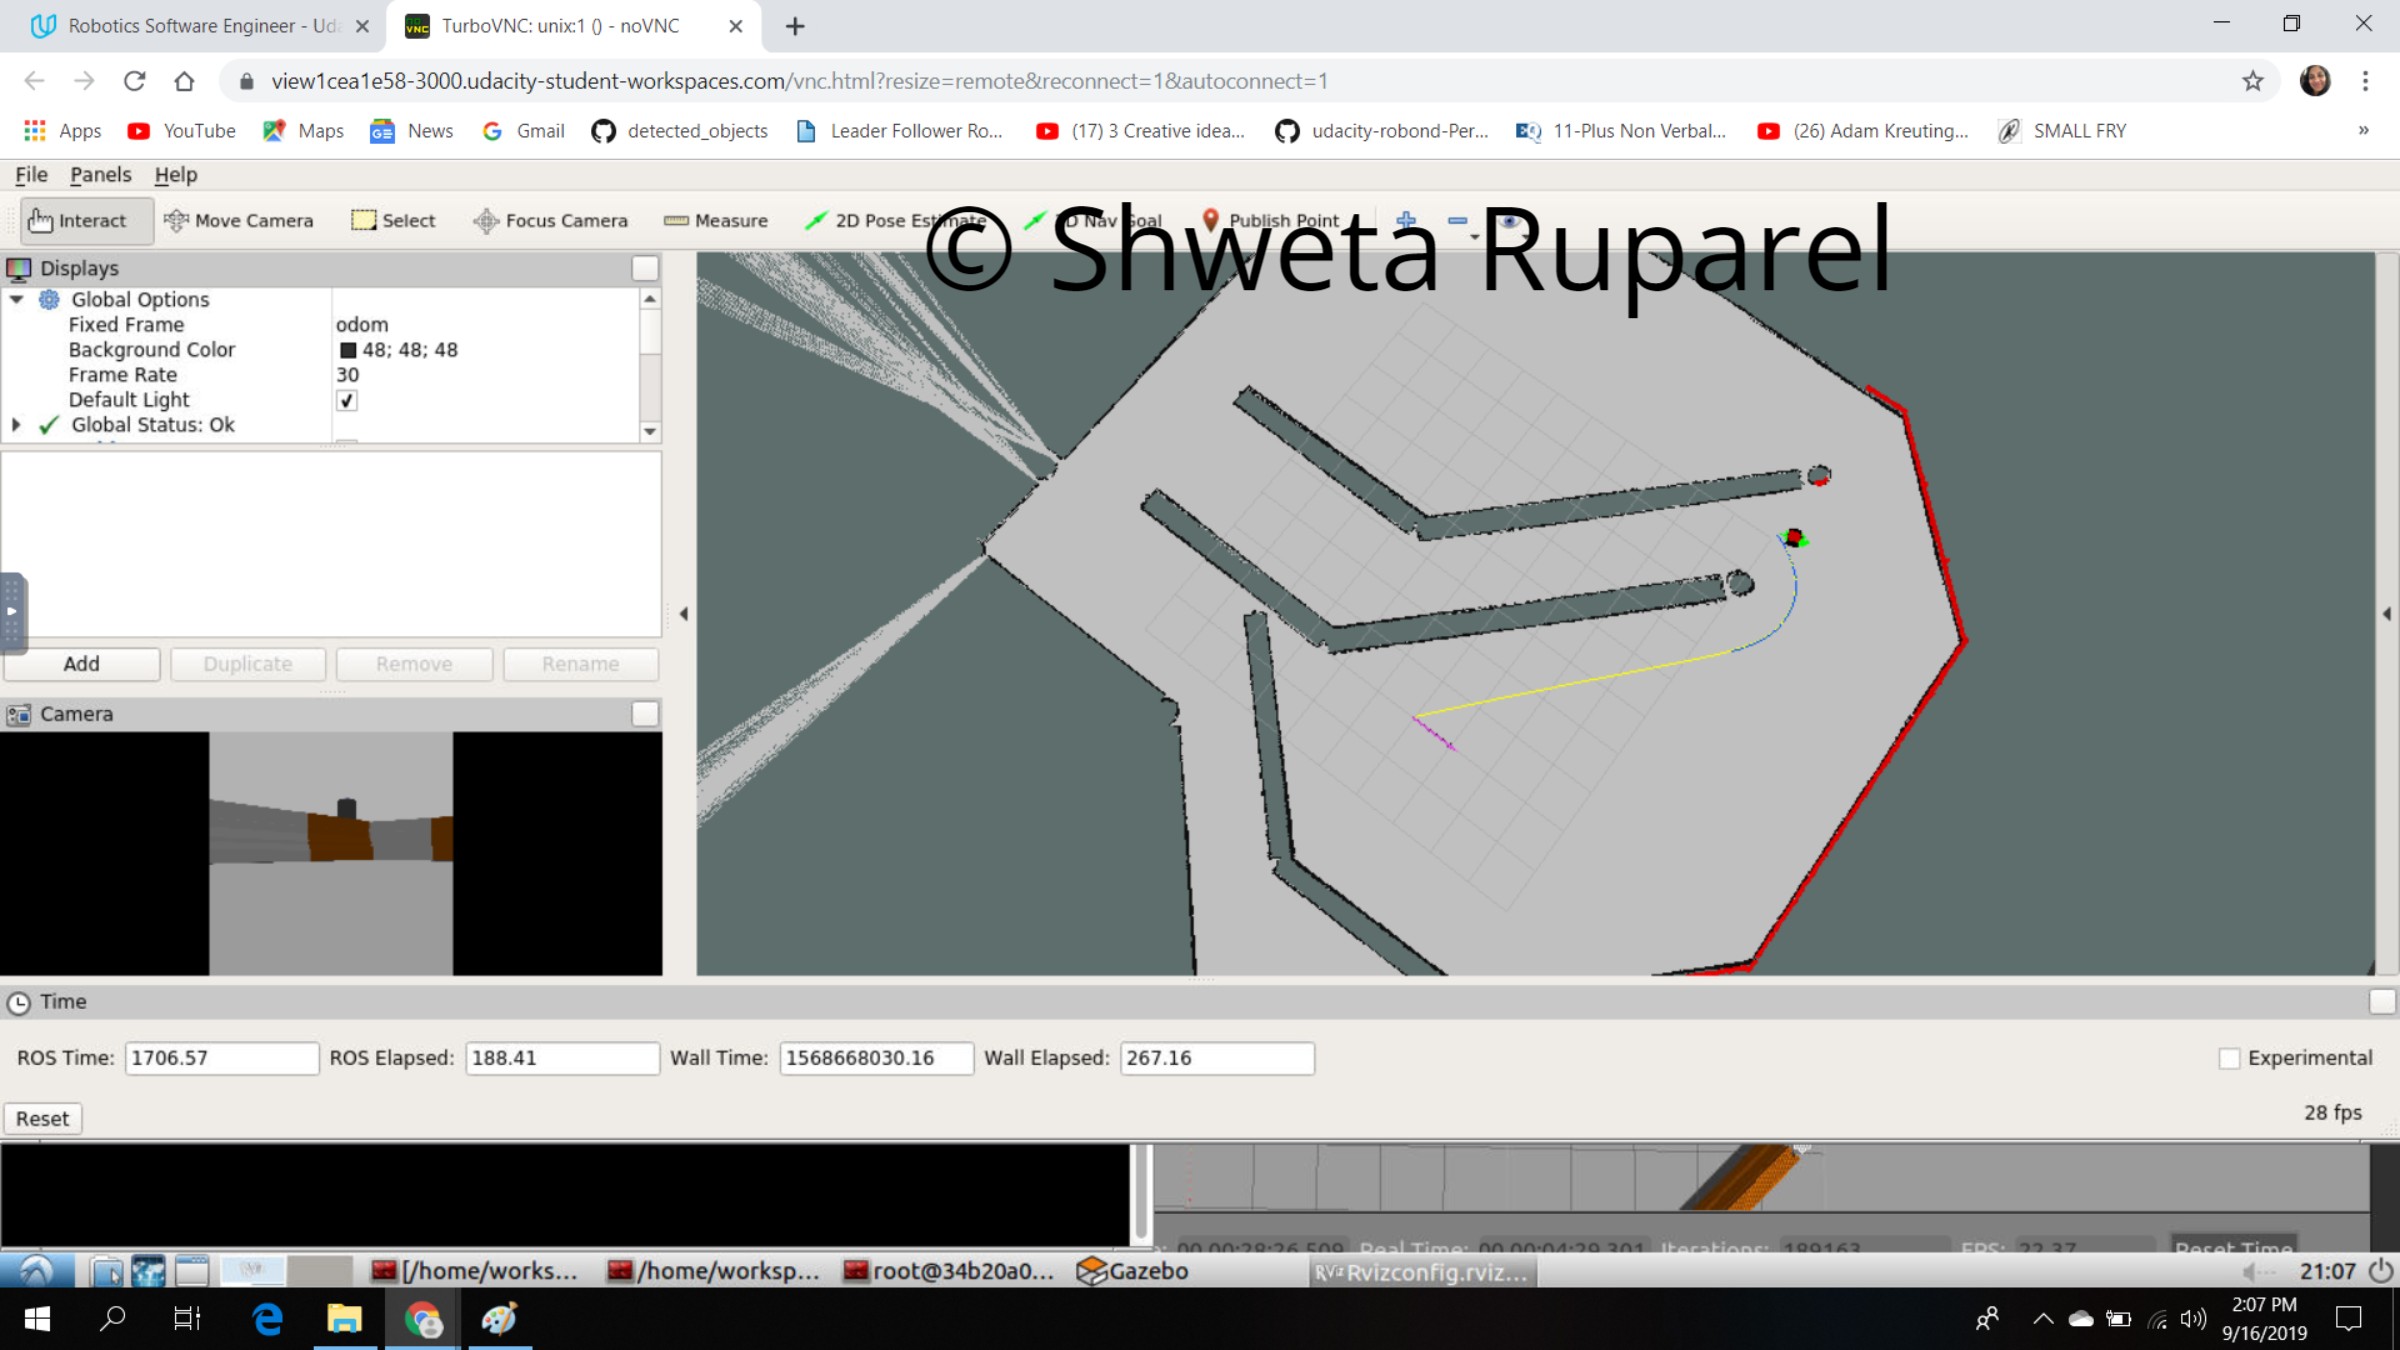 Robotics Software Engineer - Uda
TurboVNC: unix:1 () - noVNC
view1cea1e58-3000.udacity-student-workspaces.com/vnc.html?resize=remote&reconnect=1&autoconnect=1
Apps YouTube Maps News Gmail detected_objects Leader Follower Ro... (17) 3 Creative idea... udacity-robond-Per... 11-Plus Non Verbal... (26) Adam Kreuting... SMALL FRY »
File Panels Help
Interact Move Camera Select Focus Camera Measure 2D Pose Estimate 2D Nav Goal Publish Point
© Shweta Ruparel
Displays
Global Options
Fixed Frame odom
Background Color 48; 48; 48
Frame Rate 30
Default Light
Global Status: Ok
Add Duplicate Remove Rename
Camera
Time
ROS Time: 1706.57 ROS Elapsed: 188.41 Wall Time: 1568668030.16 Wall Elapsed: 267.16 Experimental
Reset 28 fps
00 00:28:26.509 Real Time: 00 00:04:29.301 Iterations: 189163 FPS: 22.37 Reset Time
[/home/works... /home/worksp... root@34b20a0... Gazebo RViz Rvizconfig.rviz... 21:07
2:07 PM
9/16/2019